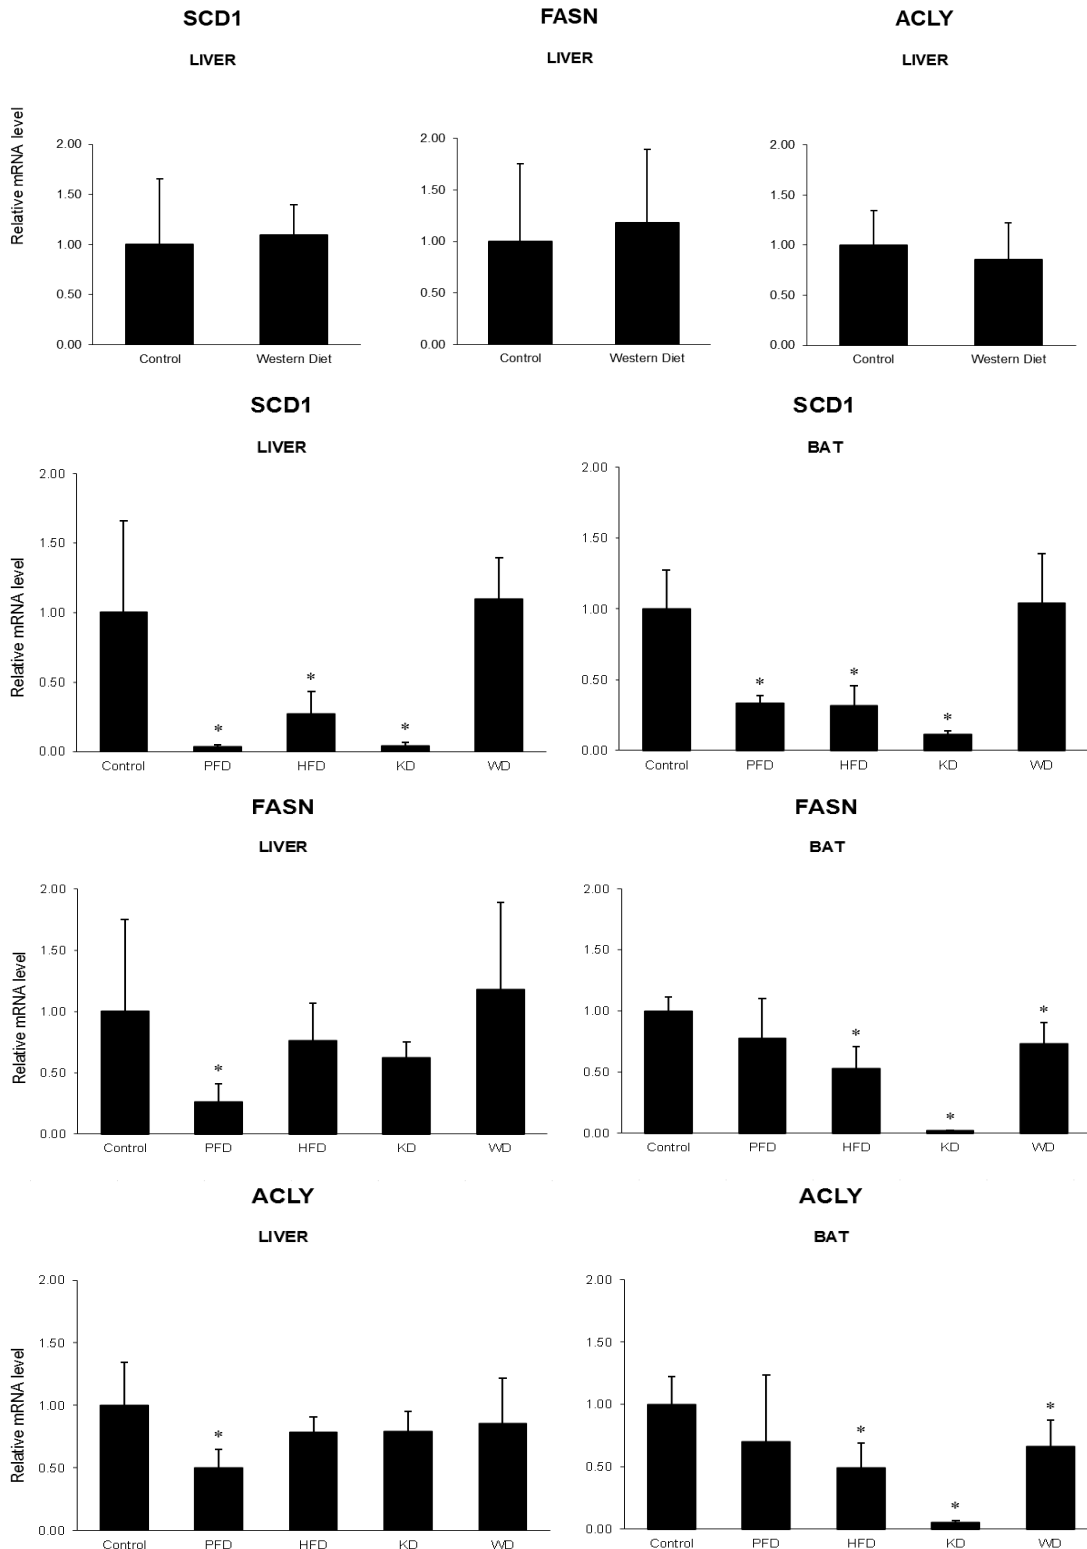 SCD1 FASN ACLY
LIVER LIVER LIVER
Relative mRNA level
2.00 2.00 2.00
1.50 1.50 1.50
1.00 1.00 1.00
0.50 0.50 0.50
0.00 0.00 0.00
Control Western Diet Control Western Diet Control Western Diet
SCD1
LIVER
Relative mRNA level
2.00
1.50
1.00
0.50
0.00
* * *
Control PFD HFD KD WD
SCD1
BAT
2.00
1.50
1.00
0.50
0.00
* * *
Control PFD HFD KD WD
FASN
LIVER
Relative mRNA level
2.00
1.50
1.00
0.50
0.00
*
Control PFD HFD KD WD
FASN
BAT
2.00
1.50
1.00
0.50
0.00
* * *
Control PFD HFD KD WD
ACLY
LIVER
Relative mRNA level
2.00
1.50
1.00
0.50
0.00
*
Control PFD HFD KD WD
ACLY
BAT
2.00
1.50
1.00
0.50
0.00
* * *
Control PFD HFD KD WD